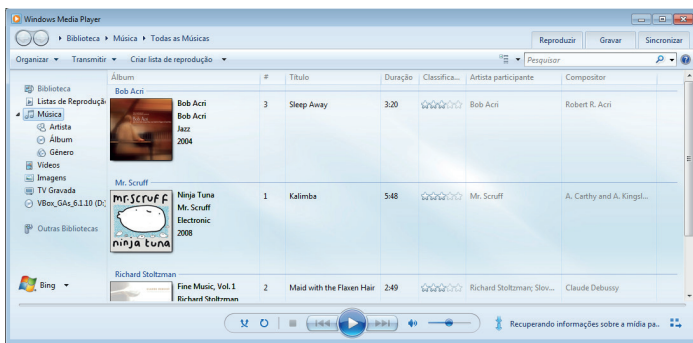 Windows Media Player
Biblioteca Música Todas as Músicas
Reproduzir Gravar Sincronizar
Organizar Transmitir Criar lista de reprodução Pesquisar
Álbum # Título Duração Classifica... Artista participante Compositor
Biblioteca
Listas de Reproduçã
Música
Artista
Álbum
Gênero
Vídeos
Imagens
TV Gravada
VBox_GAs_6.1.10 (D:)
Outras Bibliotecas
Bing
Bob Acri
Bob Acri 3 Sleep Away 3:20 Bob Acri Robert R. Acri
Bob Acri
Jazz
2004
Mr. Scruff
mr.scruff
ninja tuna
Ninja Tuna 1 Kalimba 5:48 Mr. Scruff A. Carthy and A. Kingsl...
Mr. Scruff
Electronic
2008
Richard Stoltzman
Fine Music, Vol. 1 2 Maid with the Flaxen Hair 2:49 Richard Stoltzman; Slov... Claude Debussy
Richard Stoltzman
Recuperando informações sobre a mídia pa..